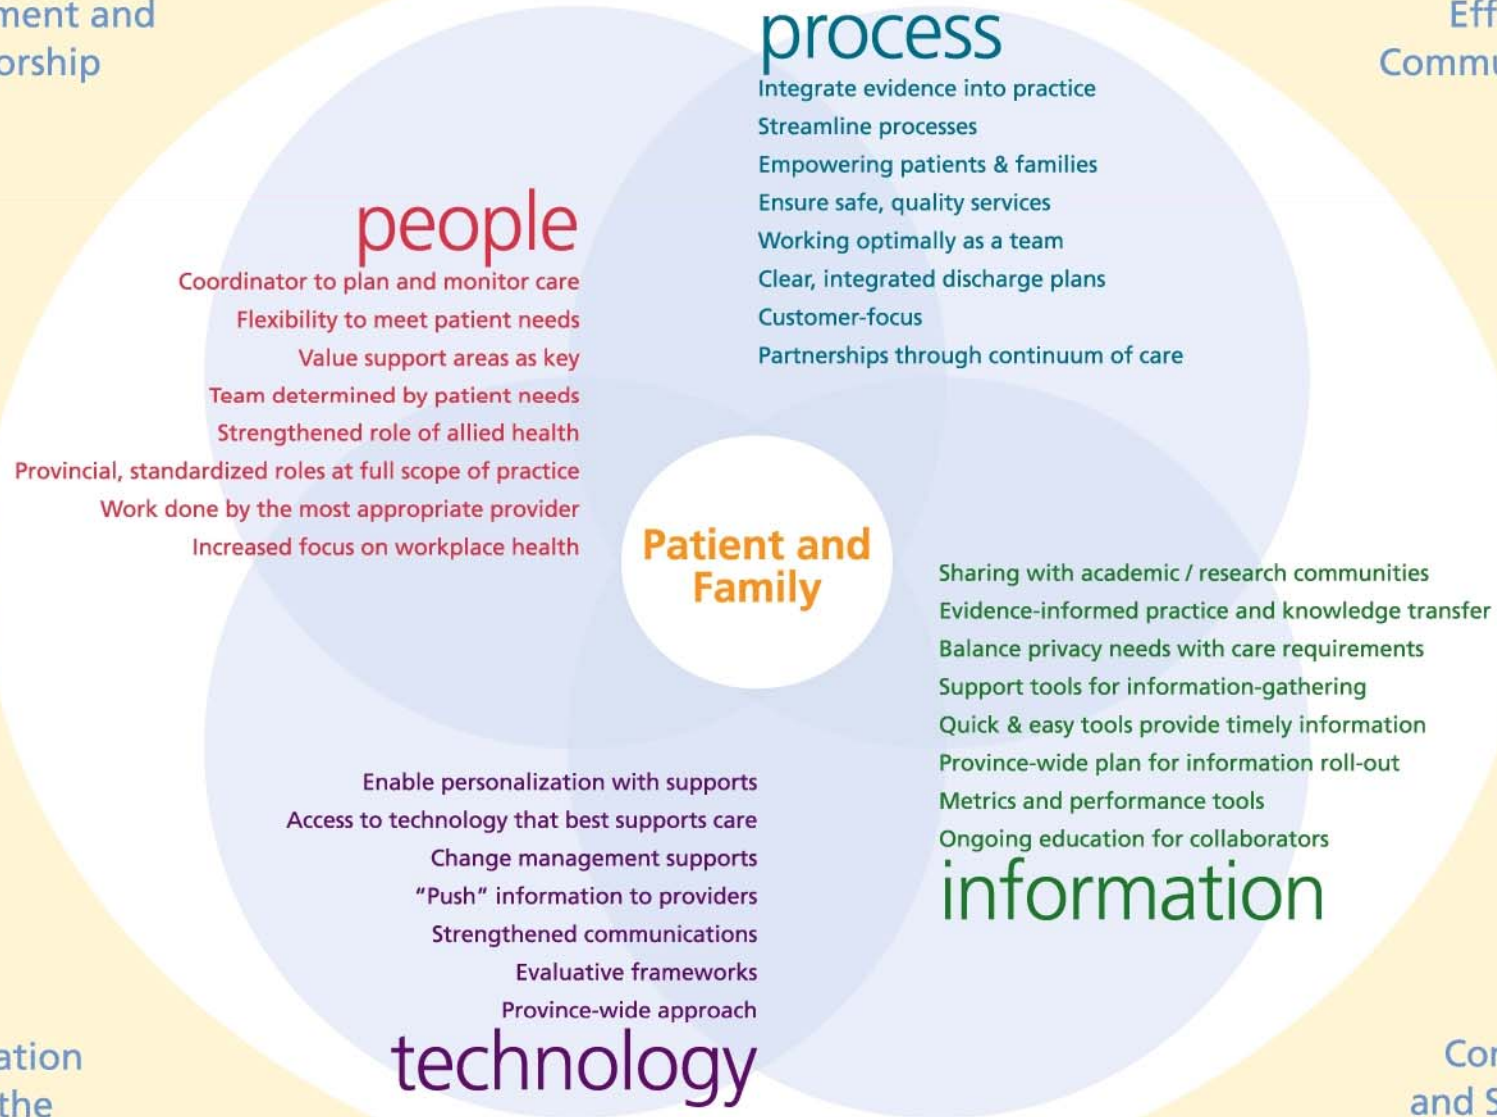 process
Integrate evidence into practice
Streamline processes
Empowering patients & families
Ensure safe, quality services
Working optimally as a team
Clear, integrated discharge plans
Customer-focus
Partnerships through continuum of care
people
Coordinator to plan and monitor care
Flexibility to meet patient needs
Value support areas as key
Team determined by patient needs
Strengthened role of allied health
Provincial, standardized roles at full scope of practice
Work done by the most appropriate provider
Increased focus on workplace health
Patient and
Family
Sharing with academic / research communities
Evidence-informed practice and knowledge transfer
Balance privacy needs with care requirements
Support tools for information-gathering
Quick & easy tools provide timely information
Province-wide plan for information roll-out
Metrics and performance tools
Ongoing education for collaborators
information
Enable personalization with supports
Access to technology that best supports care
Change management supports
“Push” information to providers
Strengthened communications
Evaluative frameworks
Province-wide approach
technology
and
the
and